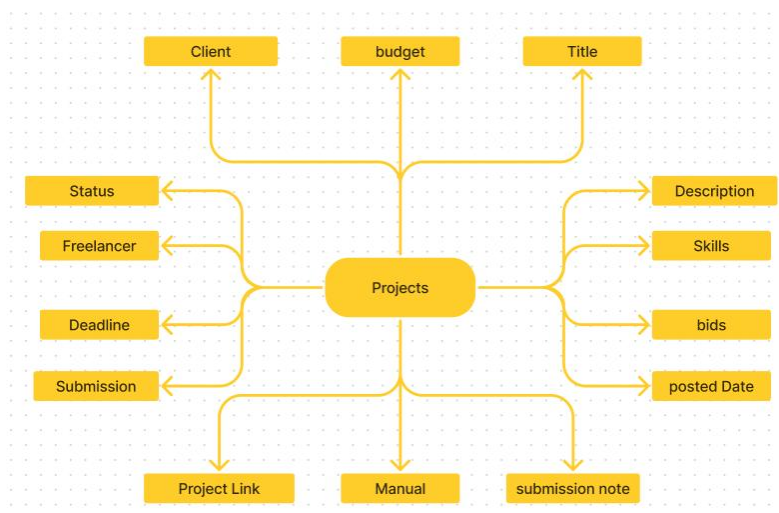 Client
budget
Title
Status
Description
Freelancer
Skills
Projects
Deadline
bids
Submission
posted Date
Project Link
Manual
submission note